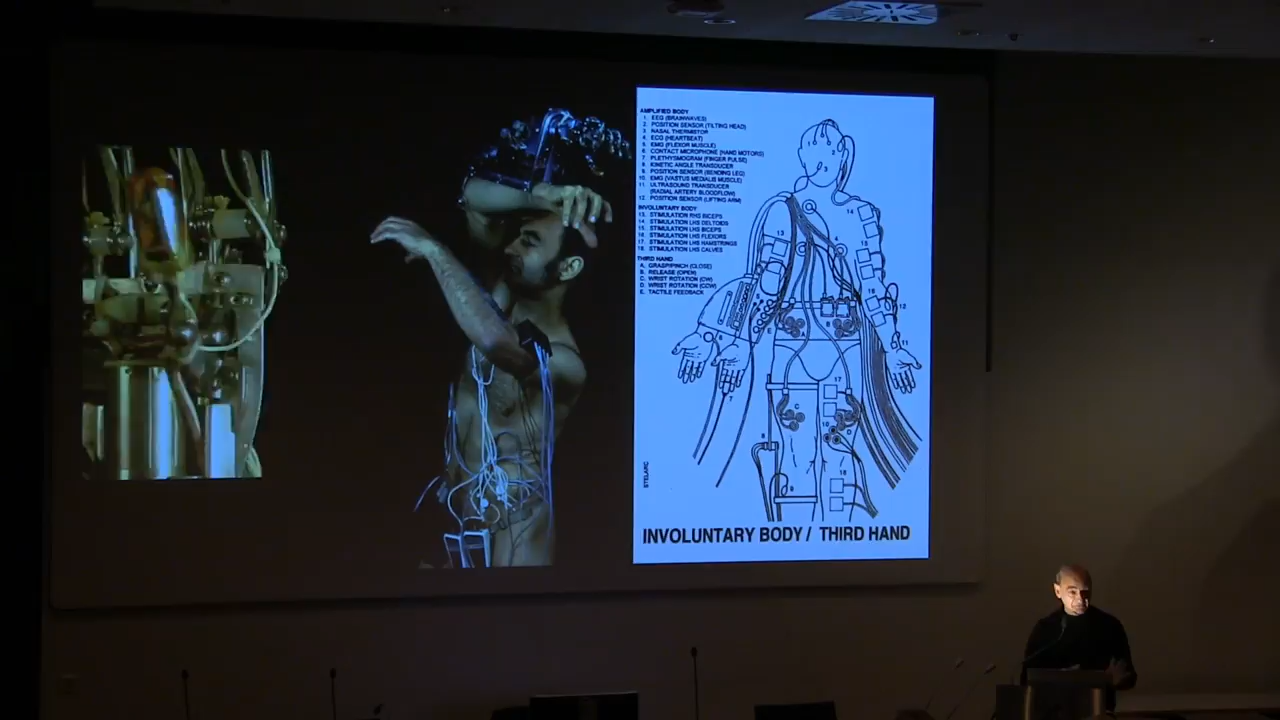 AMPLIFIED BODY
1. EEG (BRAINWAVES)
2. POSITION SENSOR (TILTING HEAD)
3. NASAL THERMISTOR
4. ECG (HEARTBEAT)
5. EMG (FLEXOR MUSCLE)
6. CONTACT MICROPHONE (HAND MOTORS)
7. PLETHYSMOGRAM (FINGER PULSE)
8. KINETIC ANGLE TRANSDUCER
9. POSITION SENSOR (BENDING LEG)
10. EMG (VASTUS MEDIALIS MUSCLE)
11. ULTRASOUND TRANSDUCER
(RADIAL ARTERY BLOODFLOW)
12. POSITION SENSOR (LIFTING ARM)
INVOLUNTARY BODY
13. STIMULATION RHS BICEPS
14. STIMULATION LHS DELTOIDS
15. STIMULATION LHS BICEPS
16. STIMULATION LHS FLEXORS
17. STIMULATION LHS HAMSTRINGS
18. STIMULATION LHS CALVES
THIRD HAND
A. GRASP/PINCH (CLOSE)
B. RELEASE (OPEN)
C. WRIST ROTATION (CW)
D. WRIST ROTATION (CCW)
E. TACTILE FEEDBACK
STELARC
INVOLUNTARY BODY / THIRD HAND